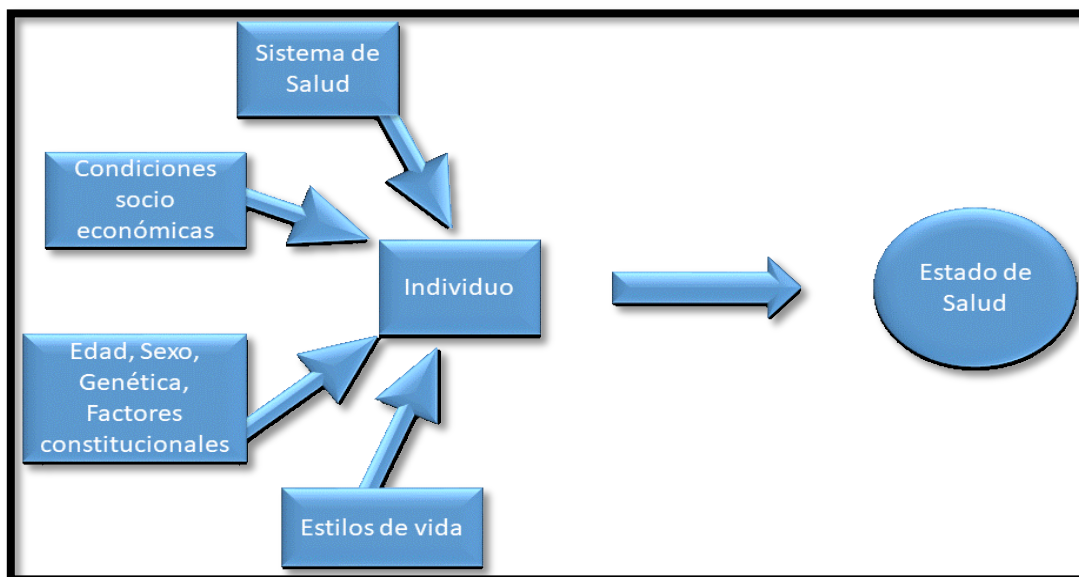 Sistema de
Salud
Condiciones
socio
económicas
Individuo
Estado de
Salud
Edad, Sexo,
Genética,
Factores
constitucionales
Estilos de vida